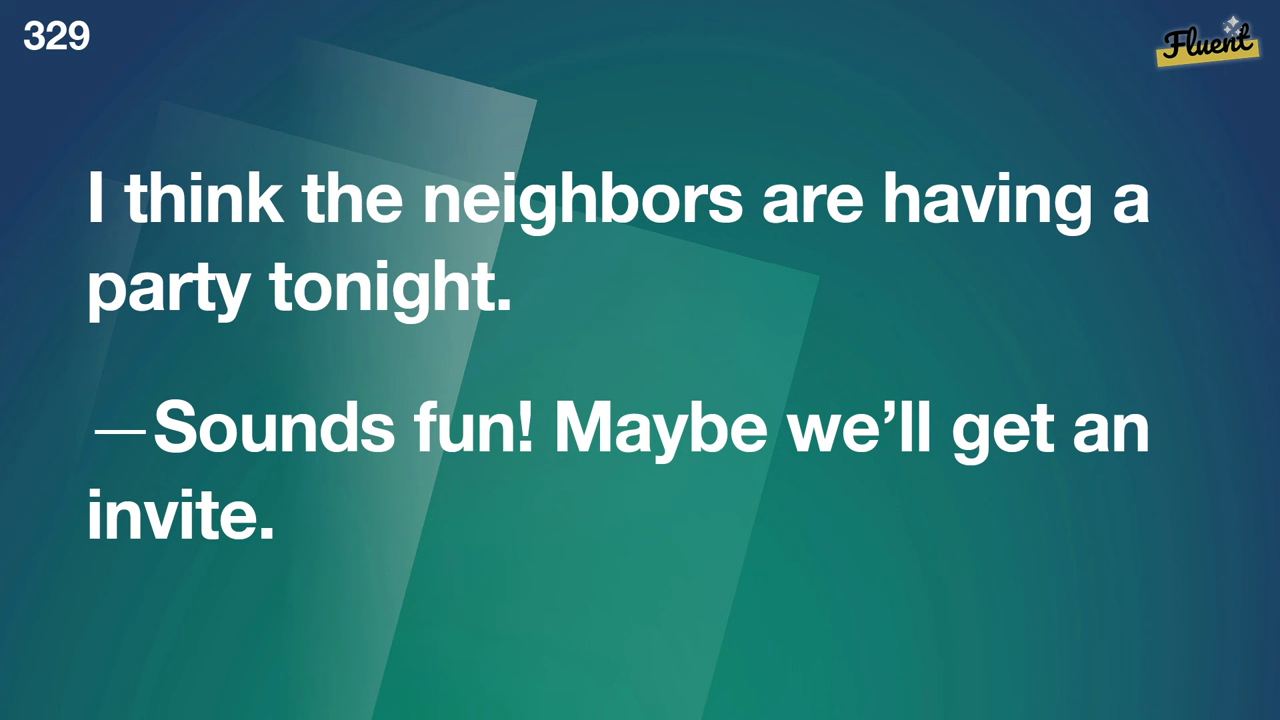 329
Fluent
I think the neighbors are having a
party tonight.
—Sounds fun! Maybe we’ll get an
invite.